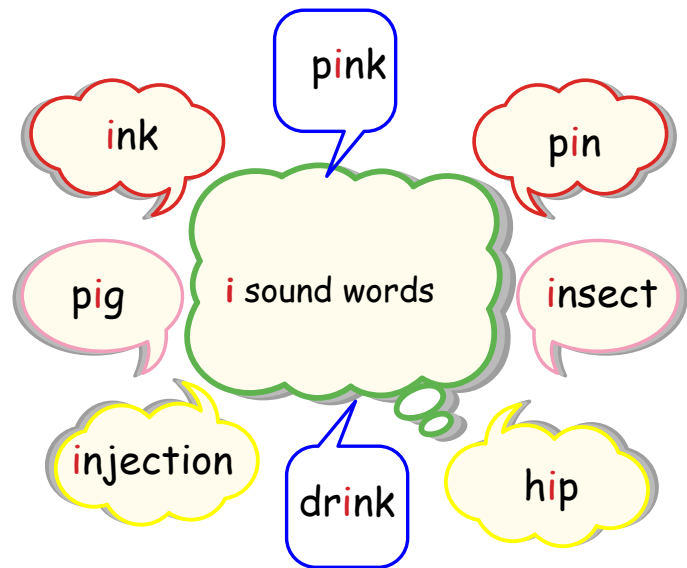 pink
ink
pin
pig
i sound words
insect
injection
drink
hip